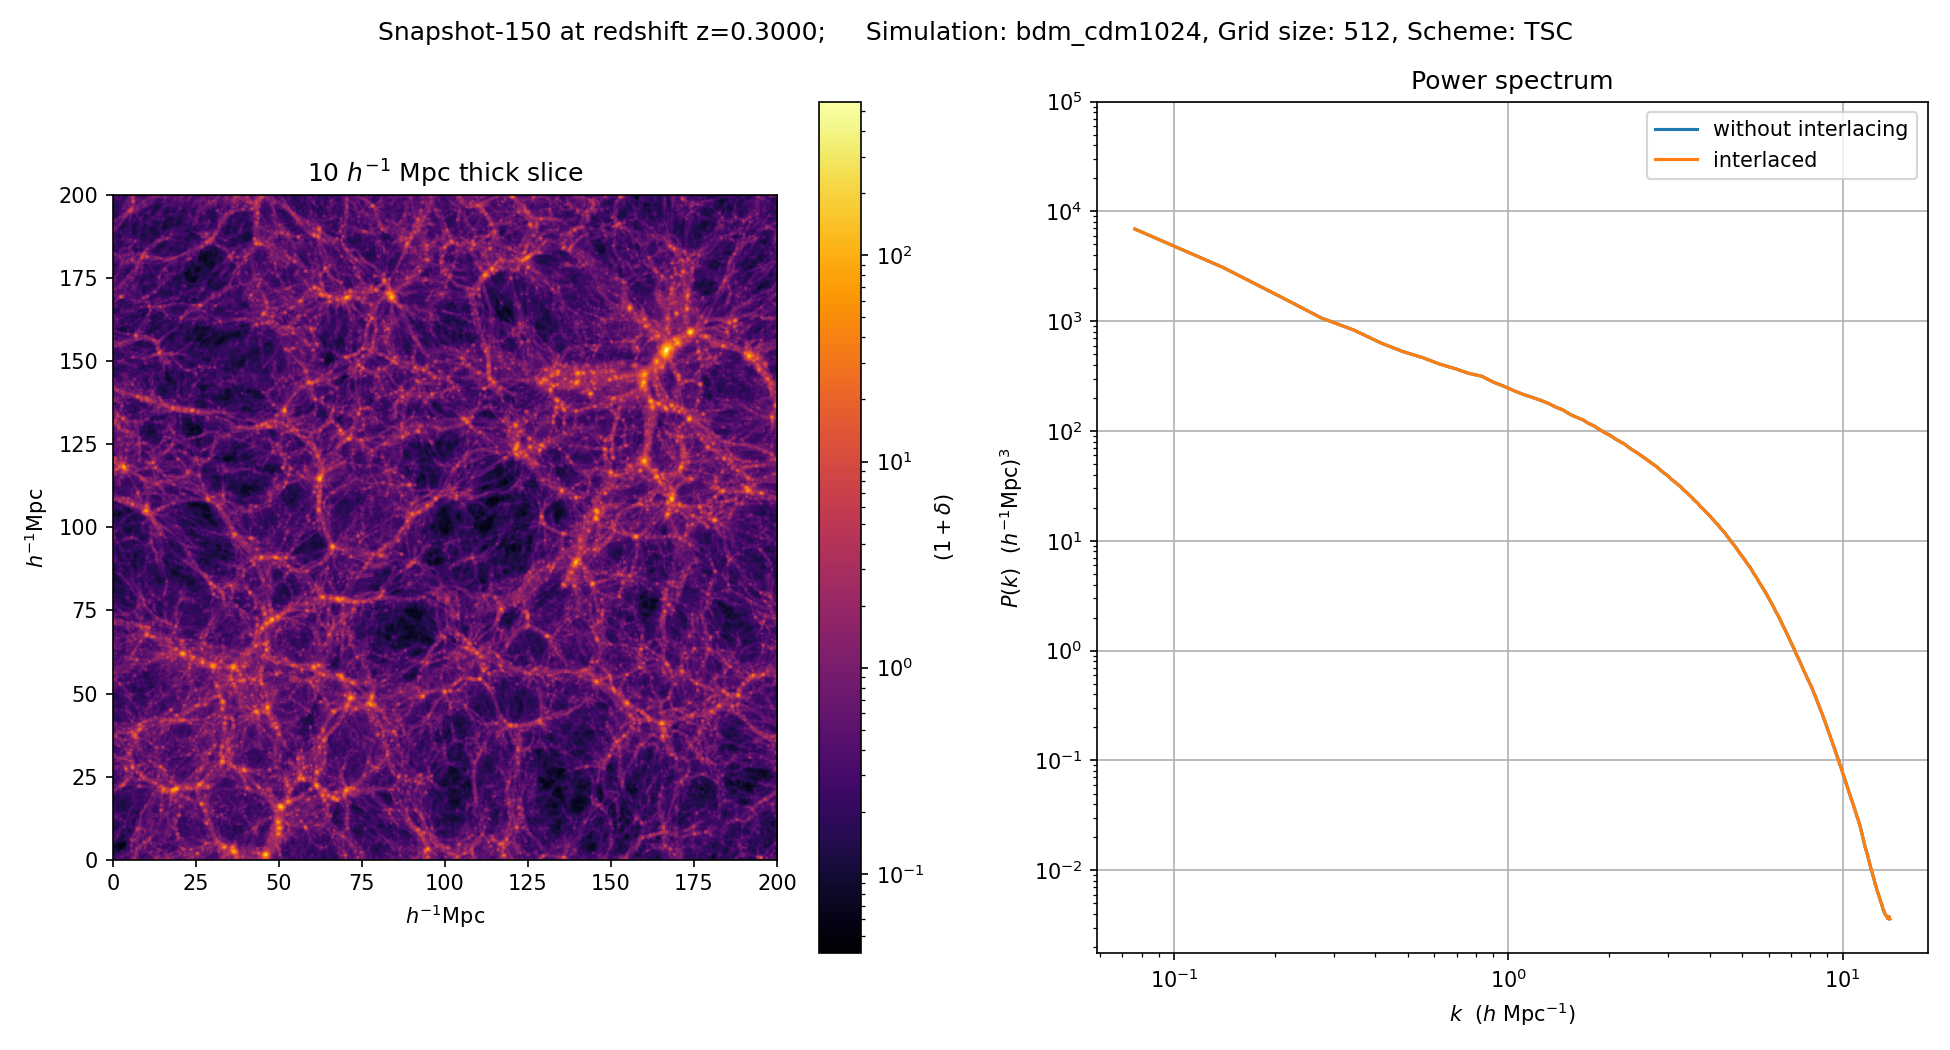 Snapshot-150 at redshift z=0.3000;     Simulation: bdm_cdm1024, Grid size: 512, Scheme: TSC
10 h⁻¹ Mpc thick slice
200
175
150
125
100
75
50
25
0
h⁻¹Mpc
0 25 50 75 100 125 150 175 200
h⁻¹Mpc
10²
10¹
10⁰
10⁻¹
(1 + δ)
Power spectrum
without interlacing
interlaced
10⁵
10⁴
10³
10²
10¹
10⁰
10⁻¹
10⁻²
P(k)  (h⁻¹Mpc)³
10⁻¹ 10⁰ 10¹
k  (h Mpc⁻¹)